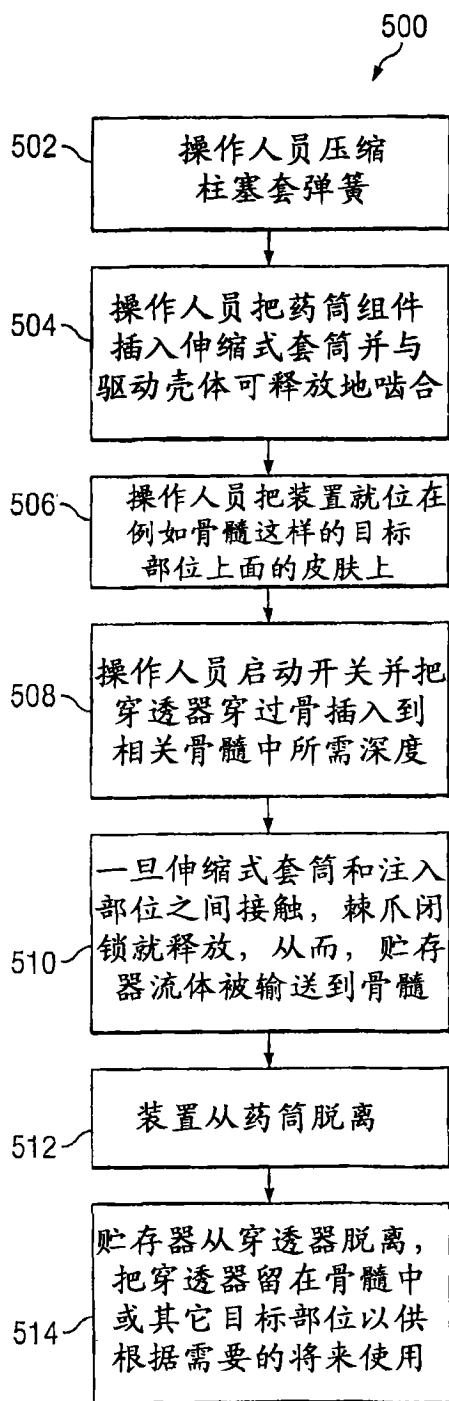 500
502
操作人员压缩
柱塞套弹簧
504
操作人员把药筒组件
插入伸缩式套筒并与
驱动壳体可释放地啮合
506
操作人员把装置就位在
例如骨髓这样的目标
部位上面的皮肤上
508
操作人员启动开关并把
穿透器穿过骨插入到
相关骨髓中所需深度
510
一旦伸缩式套筒和注入
部位之间接触，棘爪闭
锁就释放，从而，贮存
器流体被输送到骨髓
512
装置从药筒脱离
514
贮存器从穿透器脱离，
把穿透器留在骨髓中
或其它目标部位以供
根据需要的将来使用